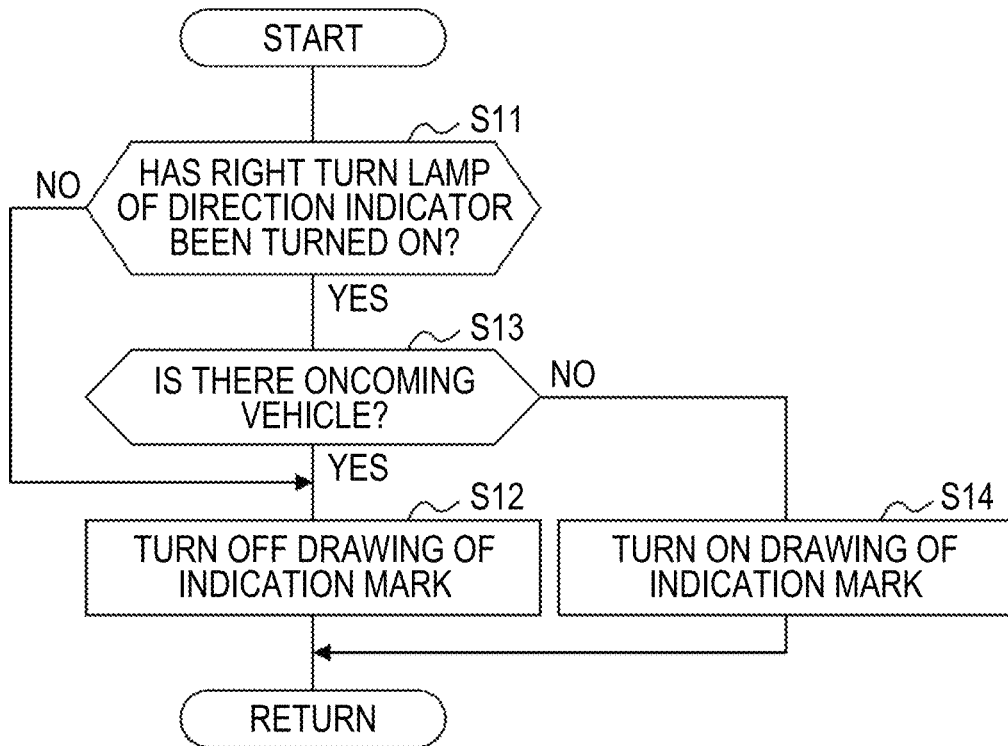 START
S11
HAS RIGHT TURN LAMP
OF DIRECTION INDICATOR
BEEN TURNED ON?
NO
YES
S13
IS THERE ONCOMING
VEHICLE?
NO
YES
S12
TURN OFF DRAWING OF
INDICATION MARK
S14
TURN ON DRAWING OF
INDICATION MARK
RETURN